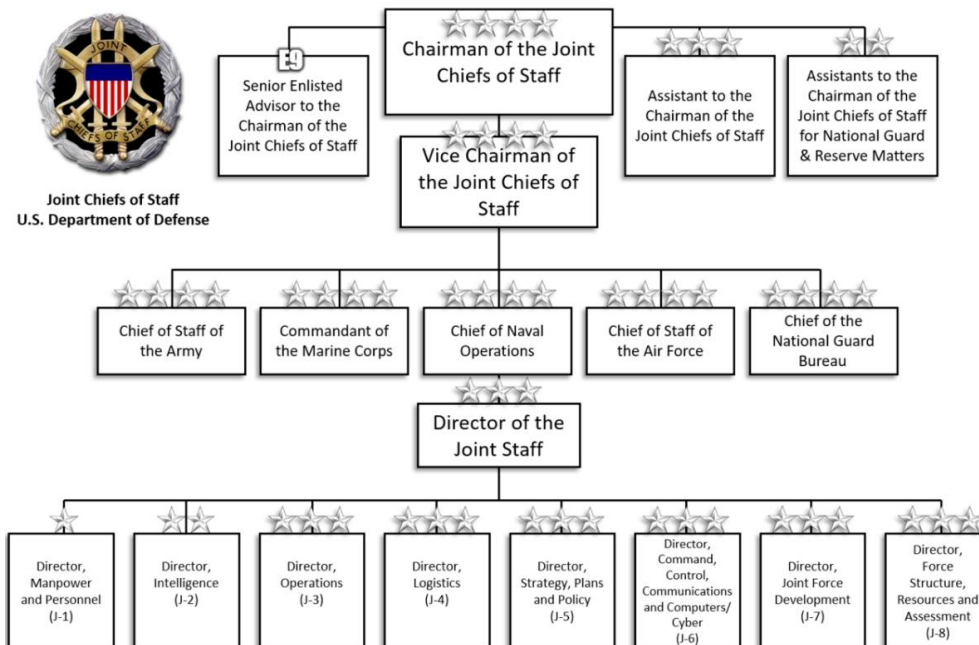 JOINT
CHIEFS OF STAFF
Joint Chiefs of Staff
U.S. Department of Defense
E9
Senior Enlisted
Advisor to the
Chairman of the
Joint Chiefs of Staff
Chairman of the Joint
Chiefs of Staff
Assistant to the
Chairman of the
Joint Chiefs of Staff
Assistants to the
Chairman of the
Joint Chiefs of Staff
for National Guard
& Reserve Matters
Vice Chairman of
the Joint Chiefs of
Staff
Chief of Staff of
the Army
Commandant of
the Marine Corps
Chief of Naval
Operations
Chief of Staff of
the Air Force
Chief of the
National Guard
Bureau
Director of the
Joint Staff
Director,
Manpower
and Personnel
(J-1)
Director,
Intelligence
(J-2)
Director,
Operations
(J-3)
Director,
Logistics
(J-4)
Director,
Strategy, Plans
and Policy
(J-5)
Director,
Command,
Control,
Communications
and Computers/
Cyber
(J-6)
Director,
Joint Force
Development
(J-7)
Director,
Force
Structure,
Resources and
Assessment
(J-8)